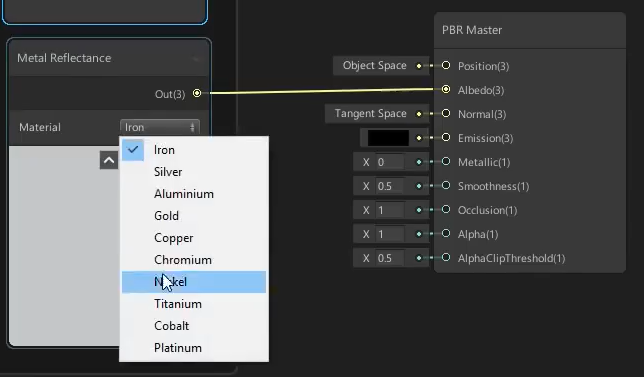 Metal Reflectance
Out(3)
Material
Iron
Iron
Silver
Aluminium
Gold
Copper
Chromium
Nickel
Titanium
Cobalt
Platinum
PBR Master
Object Space
Position(3)
Albedo(3)
Tangent Space
Normal(3)
Emission(3)
X 0
Metallic(1)
X 0.5
Smoothness(1)
X 1
Occlusion(1)
X 1
Alpha(1)
X 0.5
AlphaClipThreshold(1)